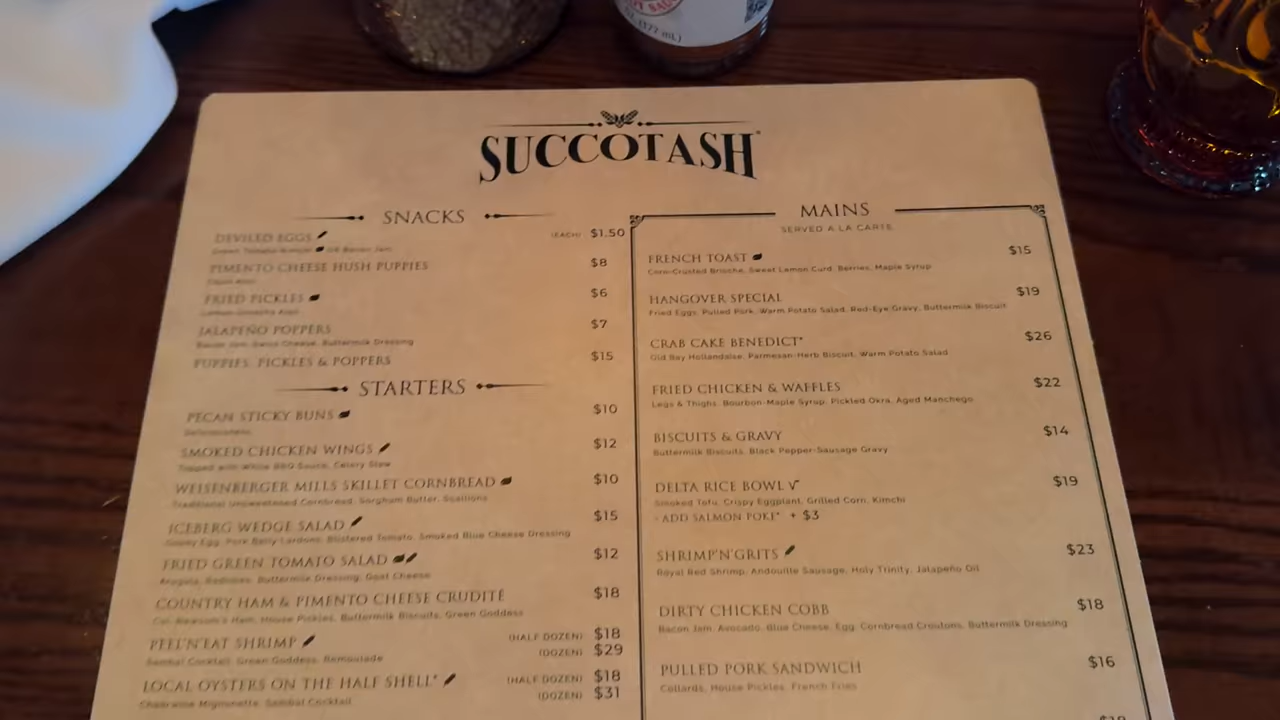 HOT SAUCE
(177 mL)
SUCCOTASH
SNACKS
DEVILED EGGS (EACH) $1.50
PIMENTO CHEESE HUSH PUPPIES $8
FRIED PICKLES $6
JALAPEÑO POPPERS $7
Bacon Jam, Swiss Cheese, Buttermilk Dressing
PUPPIES, PICKLES & POPPERS $15
STARTERS
PECAN STICKY BUNS $10
SMOKED CHICKEN WINGS $12
Topped with White BBQ Sauce, Celery Slaw
WEISENBERGER MILLS SKILLET CORNBREAD $10
Traditional Unsweetened Cornbread, Sorghum Butter, Scallions
ICEBERG WEDGE SALAD $15
Egg, Pork Belly Lardons, Blistered Tomato, Smoked Blue Cheese Dressing
FRIED GREEN TOMATO SALAD $12
Arugula, Radishes, Buttermilk Dressing, Goat Cheese
COUNTRY HAM & PIMENTO CHEESE CRUDITÉ $18
Col. Newsom's Ham, House Pickles, Buttermilk Biscuits, Green Goddess
PEEL'N'EAT SHRIMP (HALF DOZEN) $18
(DOZEN) $29
Sambal Cocktail, Green Goddess, Remoulade
LOCAL OYSTERS ON THE HALF SHELL* (HALF DOZEN) $18
(DOZEN) $31
Mignonette, Sambal Cocktail
MAINS
SERVED A LA CARTE
FRENCH TOAST $15
Corn-Crusted Brioche, Sweet Lemon Curd, Berries, Maple Syrup
HANGOVER SPECIAL $19
Fried Eggs, Pulled Pork, Warm Potato Salad, Red-Eye Gravy, Buttermilk Biscuit
CRAB CAKE BENEDICT* $26
Old Bay Hollandaise, Parmesan-Herb Biscuit, Warm Potato Salad
FRIED CHICKEN & WAFFLES $22
Legs & Thighs, Bourbon-Maple Syrup, Pickled Okra, Aged Manchego
BISCUITS & GRAVY $14
Buttermilk Biscuits, Black Pepper-Sausage Gravy
DELTA RICE BOWL V $19
Smoked Tofu, Crispy Eggplant, Grilled Corn, Kimchi
- ADD SALMON POKE* + $3
SHRIMP'N'GRITS $23
Royal Red Shrimp, Andouille Sausage, Holy Trinity, Jalapeño Oil
DIRTY CHICKEN COBB $18
Bacon Jam, Avocado, Blue Cheese, Egg, Cornbread Croutons, Buttermilk Dressing
PULLED PORK SANDWICH $16
Collards, House Pickles, French Fries